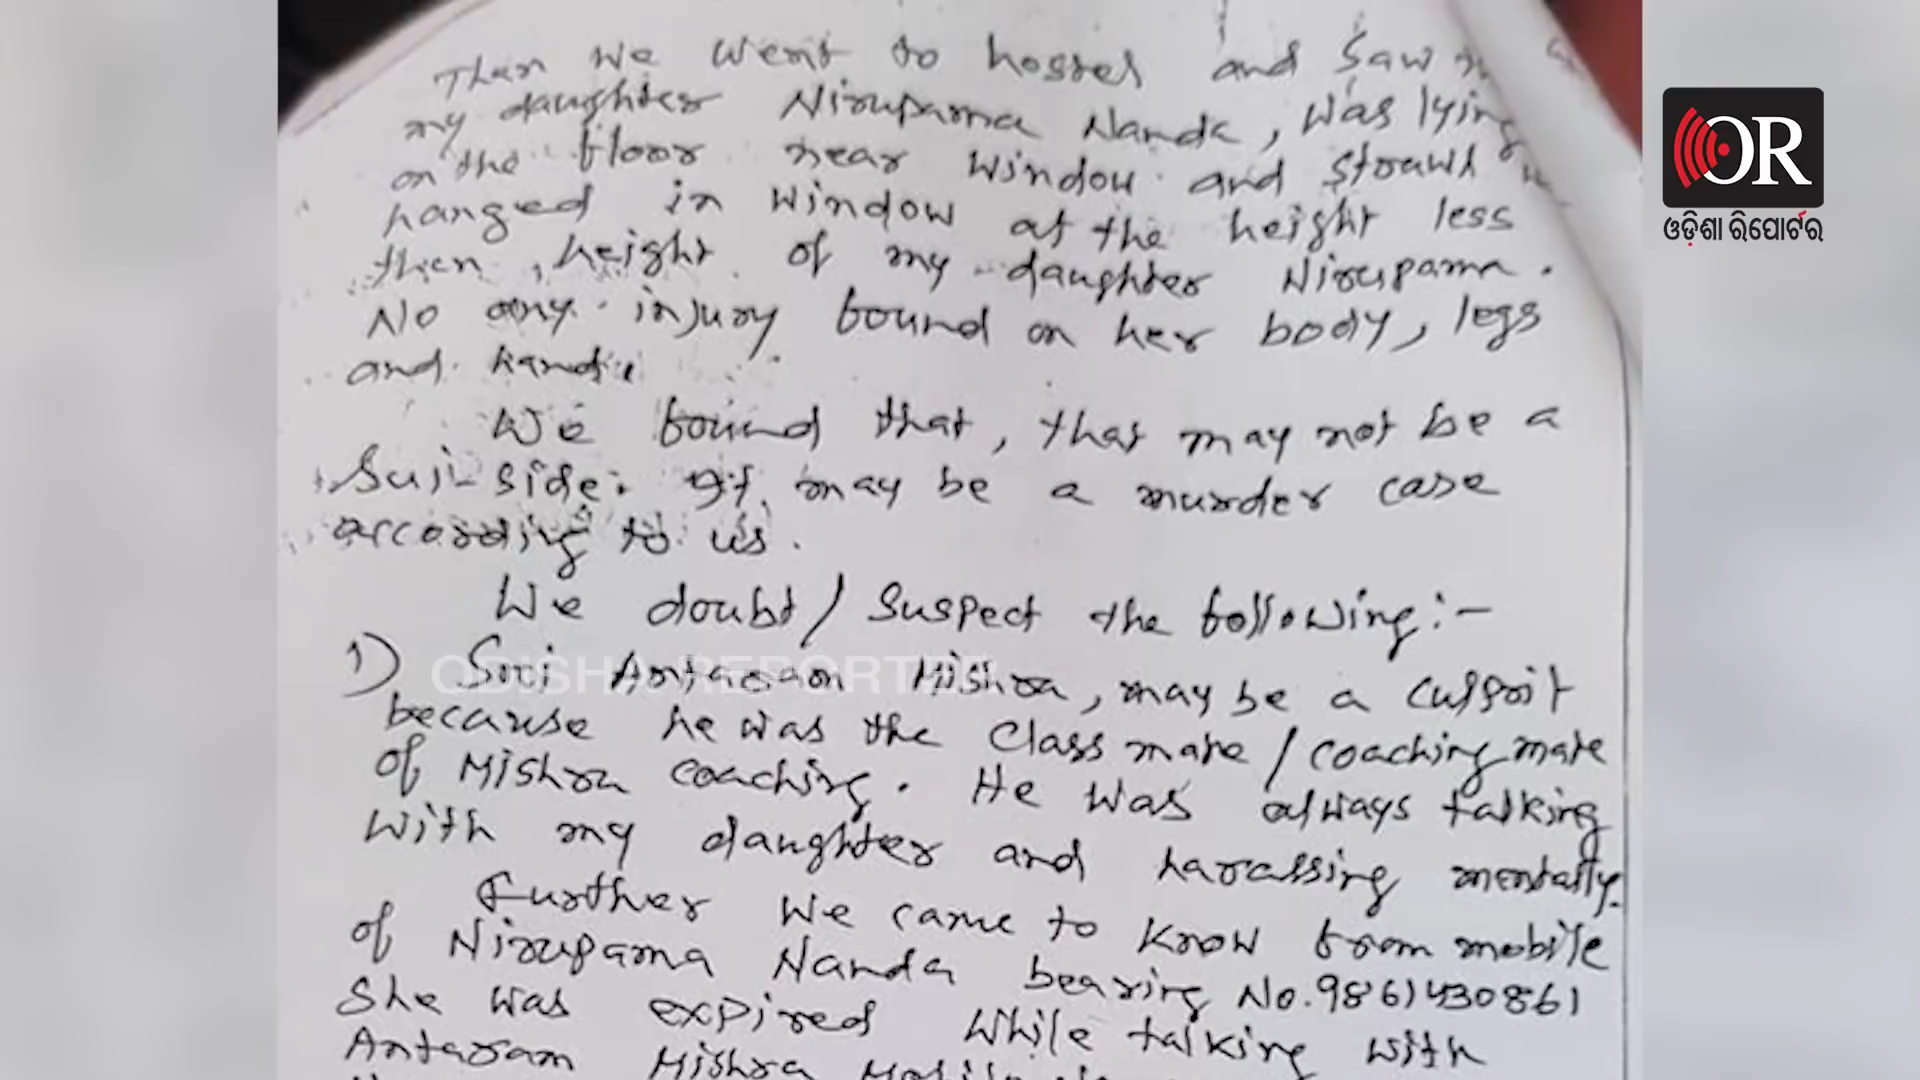 Then we went to hostel and saw
my daughter Nirupama Nanda, was lying
on the floor near window and
hanged in window at the height less
then height of my daughter Nirupama.
No any injury found on her body, legs
and hand.
We found that, that may not be a
Sui-side. It may be a murder case
according to us.
We doubt/suspect the following:-
1) Sri Antaram Mishra, may be a culprit
because he was the class mate/coaching mate
of Mishra coaching. He was always talking
with my daughter and harassing mentally.
Further we came to know from mobile
of Nirupama Nanda bearing No.9861430861
She was expired while talking with
Antaram Mishra
OR
ଓଡ଼ିଶା ରିପୋର୍ଟର
ODISHA REPORTER